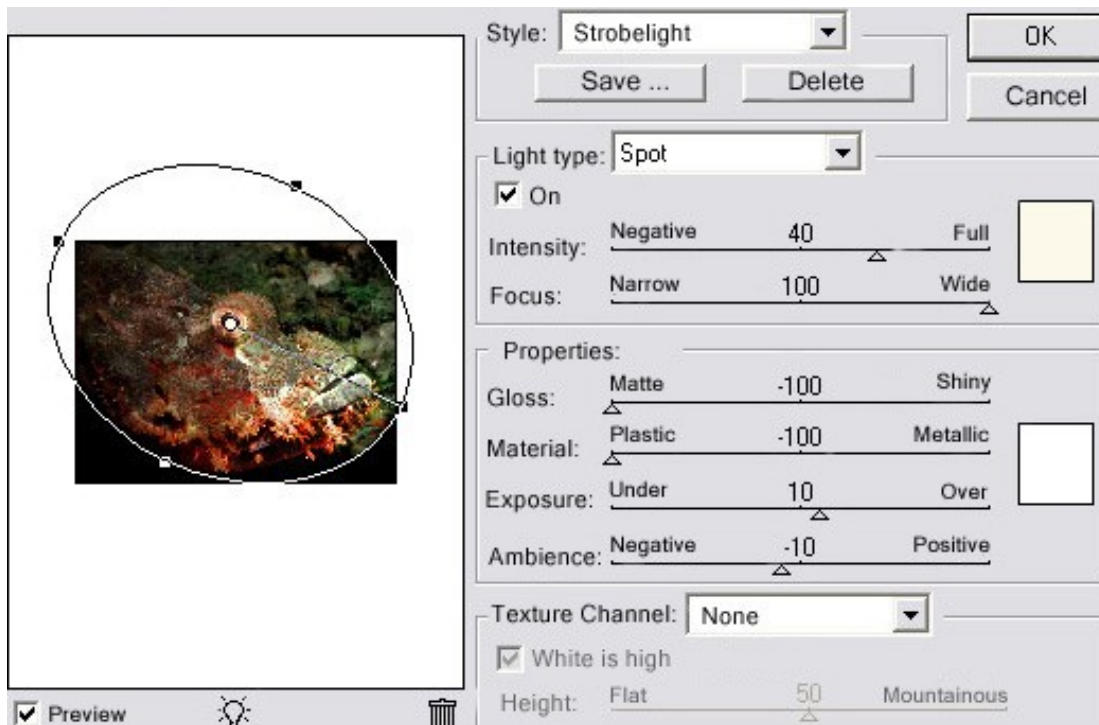 Style: Strobelight
OK
Save ... Delete
Cancel
Light type: Spot
On
Intensity: Negative 40 Full
Focus: Narrow 100 Wide
Properties:
Gloss: Matte -100 Shiny
Material: Plastic -100 Metallic
Exposure: Under 10 Over
Ambience: Negative -10 Positive
Texture Channel: None
White is high
Height: Flat 50 Mountainous
Preview